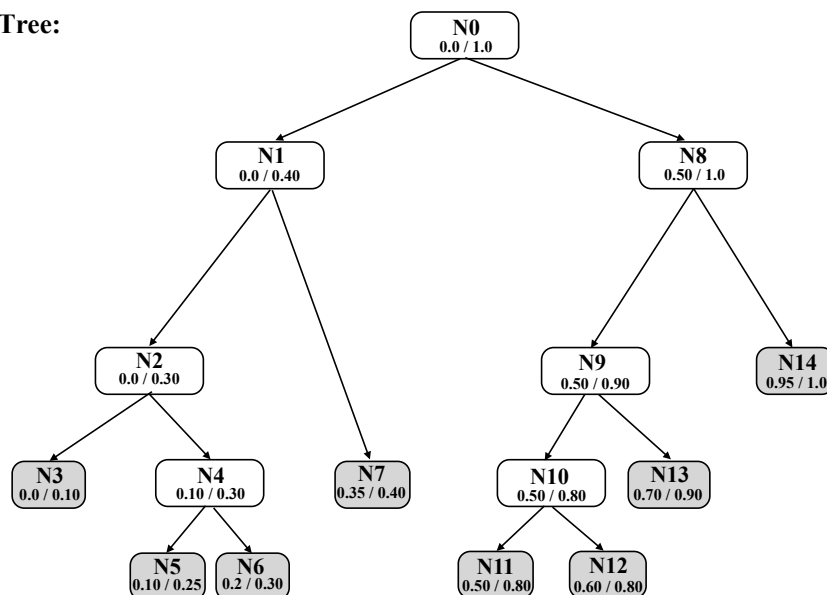 Tree:
N0
0.0 / 1.0
N1
0.0 / 0.40
N8
0.50 / 1.0
N2
0.0 / 0.30
N9
0.50 / 0.90
N14
0.95 / 1.0
N3
0.0 / 0.10
N4
0.10 / 0.30
N7
0.35 / 0.40
N10
0.50 / 0.80
N13
0.70 / 0.90
N5
0.10 / 0.25
N6
0.2 / 0.30
N11
0.50 / 0.80
N12
0.60 / 0.80